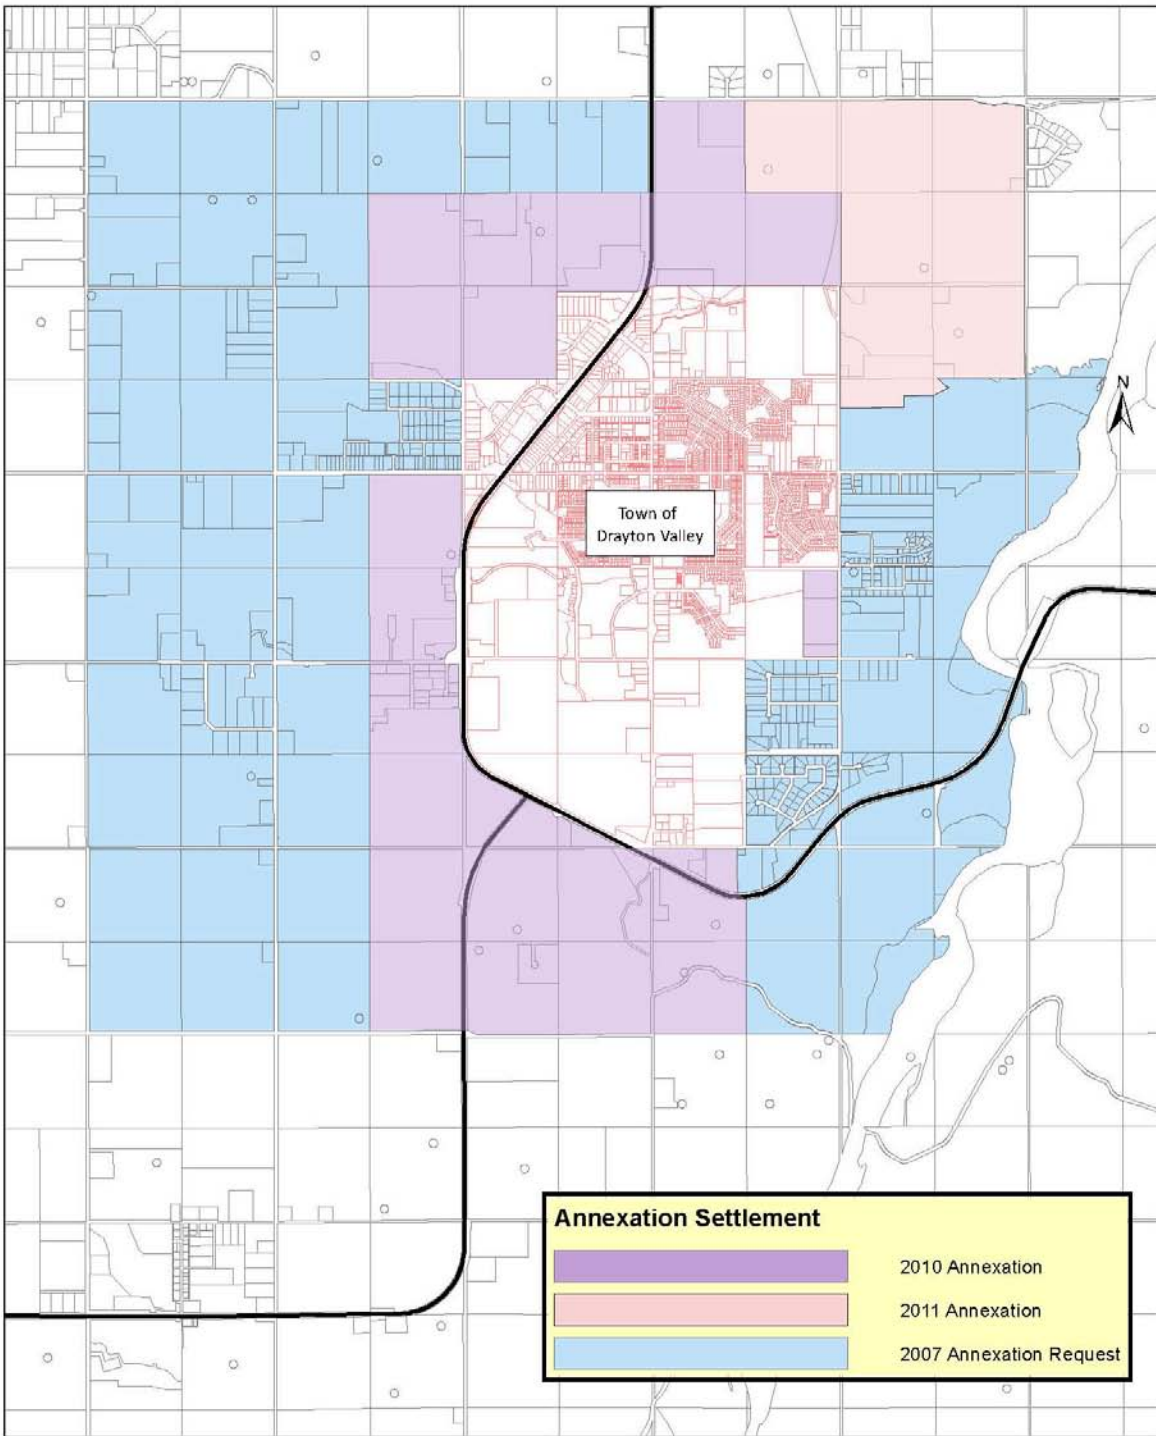 N
Town of
Drayton Valley
Annexation Settlement
2010 Annexation
2011 Annexation
2007 Annexation Request